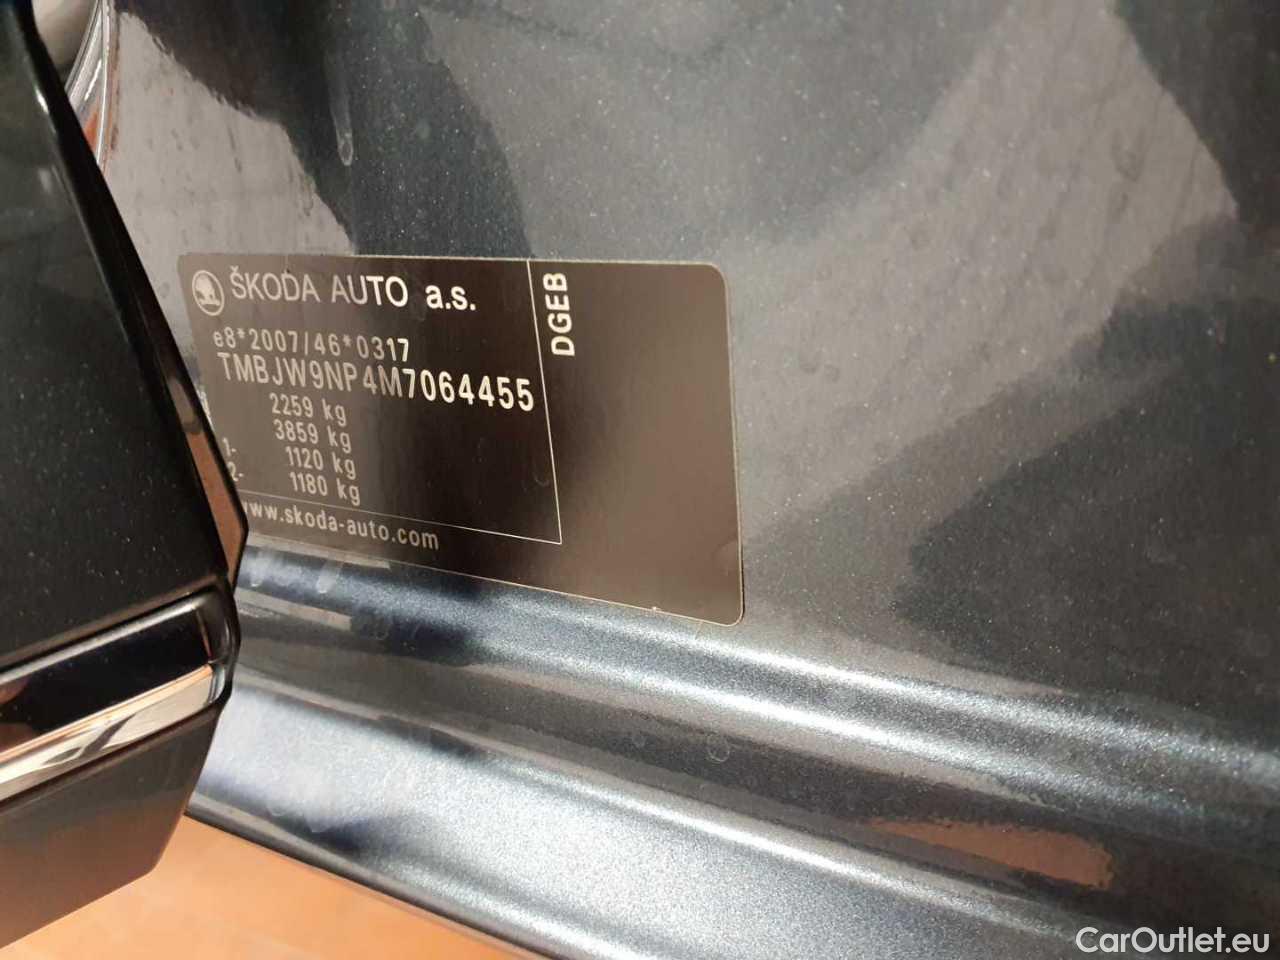 ŠKODA AUTO a.s.
DGEB
e8*2007/46*0317
TMBJW9NP4M7064455
2259 kg
3859 kg
1- 1120 kg
2- 1180 kg
www.skoda-auto.com
CarOutlet.eu